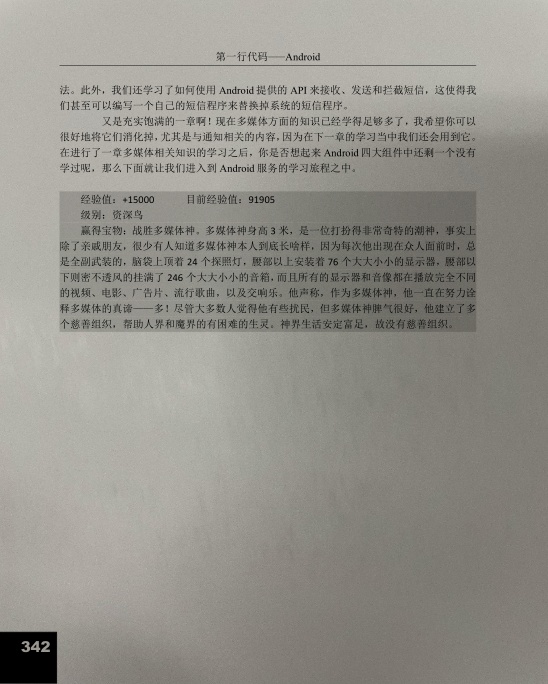 第一行代码——Android
法。此外，我们还学习了如何使用 Android 提供的 API 来接收、发送和拦截短信，这使得我
们甚至可以编写一个自己的短信程序来替换掉系统的短信程序。
又是充实饱满的一章啊！现在多媒体方面的知识已经学得足够多了，我希望你可以
很好地将它们消化掉，尤其是与通知相关的内容，因为在下一章的学习当中我们还会用到它。
在进行了一章多媒体相关知识的学习之后，你是否想起来 Android 四大组件中还剩一个没有
学过呢，那么下面就让我们进入到 Android 服务的学习旅程之中。
经验值：+15000 目前经验值：91905
级别：资深鸟
赢得宝物：战胜多媒体神。多媒体神身高 3 米，是一位打扮得非常奇特的潮神，事实上
除了亲戚朋友，很少有人知道多媒体神本人到底长啥样，因为每次他出现在众人面前时，总
是全副武装的，脑袋上顶着 24 个探照灯，腰部以上安装着 76 个大大小小的显示器，腰部以
下则密不透风的挂满了 246 个大大小小的音箱，而且所有的显示器和音像都在播放完全不同
的视频、电影、广告片、流行歌曲，以及交响乐。他声称，作为多媒体神，他一直在努力诠
释多媒体的真谛——多！尽管大多数人觉得他有些扰民，但多媒体神脾气很好，他建立了多
个慈善组织，帮助人界和魔界的有困难的生灵。神界生活安定富足，故没有慈善组织。
342